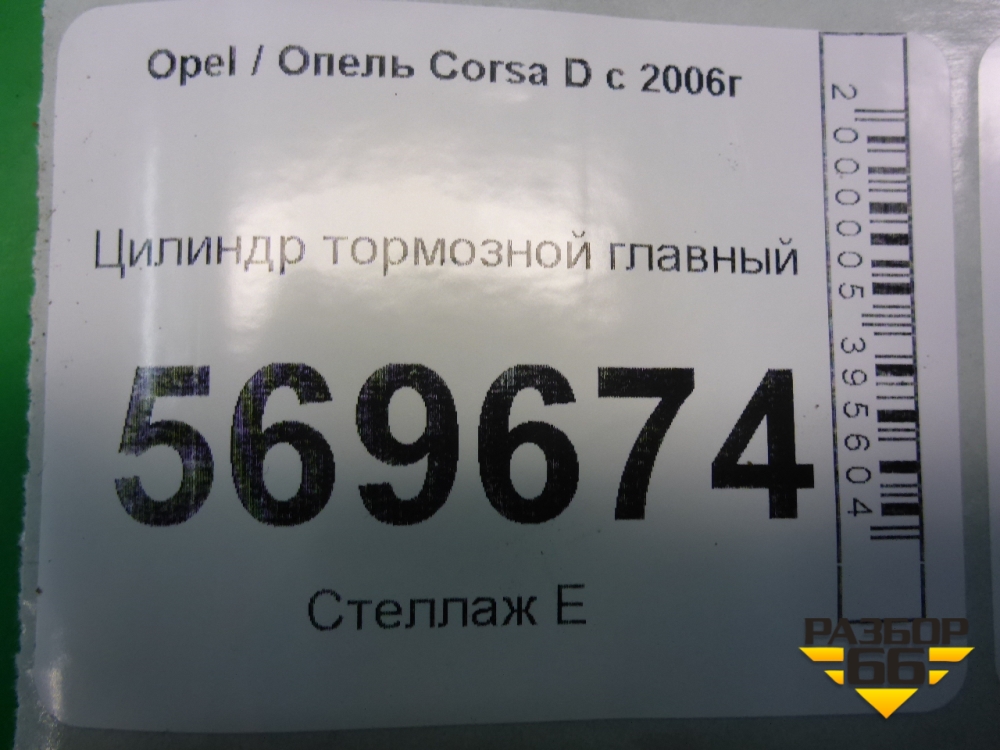 Opel / Опель Corsa D с 2006г
Цилиндр тормозной главный
569674
Стеллаж Е
2000005395604
РАЗБОР
66